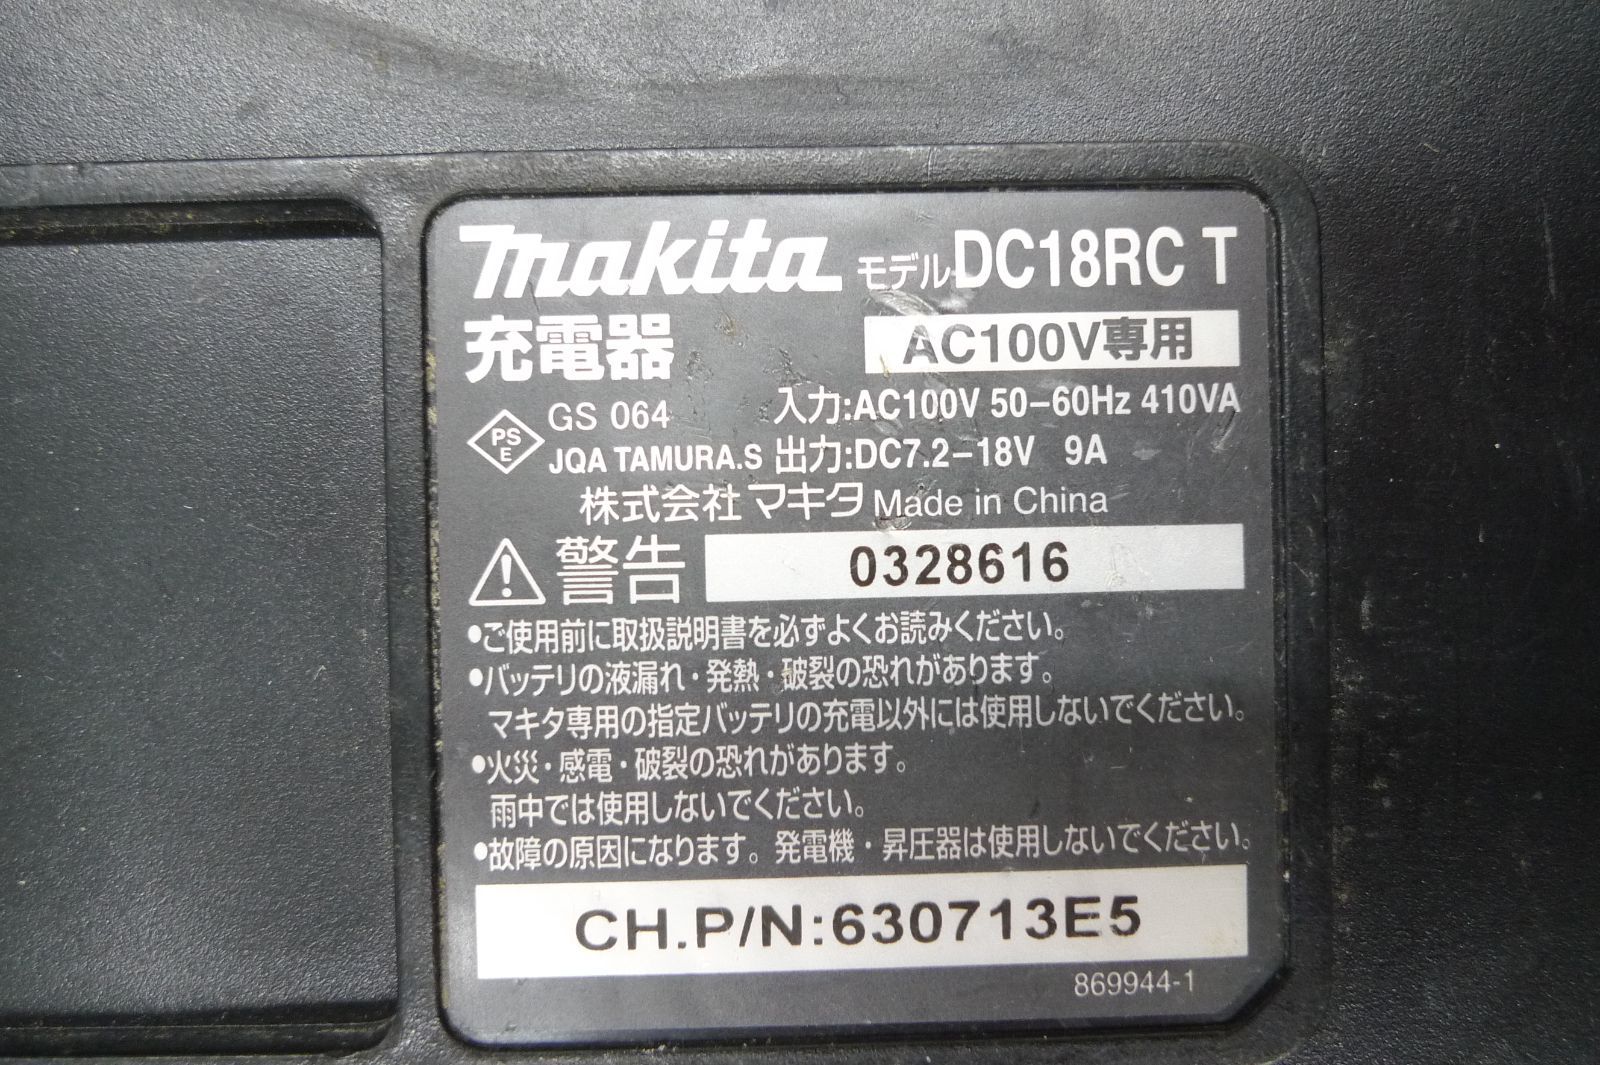 makita モデル DC18RC T
充電器
AC100V専用
PSE
GS 064
入力:AC100V 50−60Hz 410VA
JQA TAMURA.S 出力:DC7.2−18V 9A
株式会社 マキタ Made in China
警告 0328616
•ご使用前に取扱説明書を必ずよくお読みください。
•バッテリの液漏れ・発熱・破裂の恐れがあります。
マキタ専用の指定バッテリの充電以外には使用しないでください。
•火災・感電・破裂の恐れがあります。
雨中では使用しないでください。
•故障の原因になります。発電機・昇圧器は使用しないでください。
CH.P/N:630713E5
869944-1